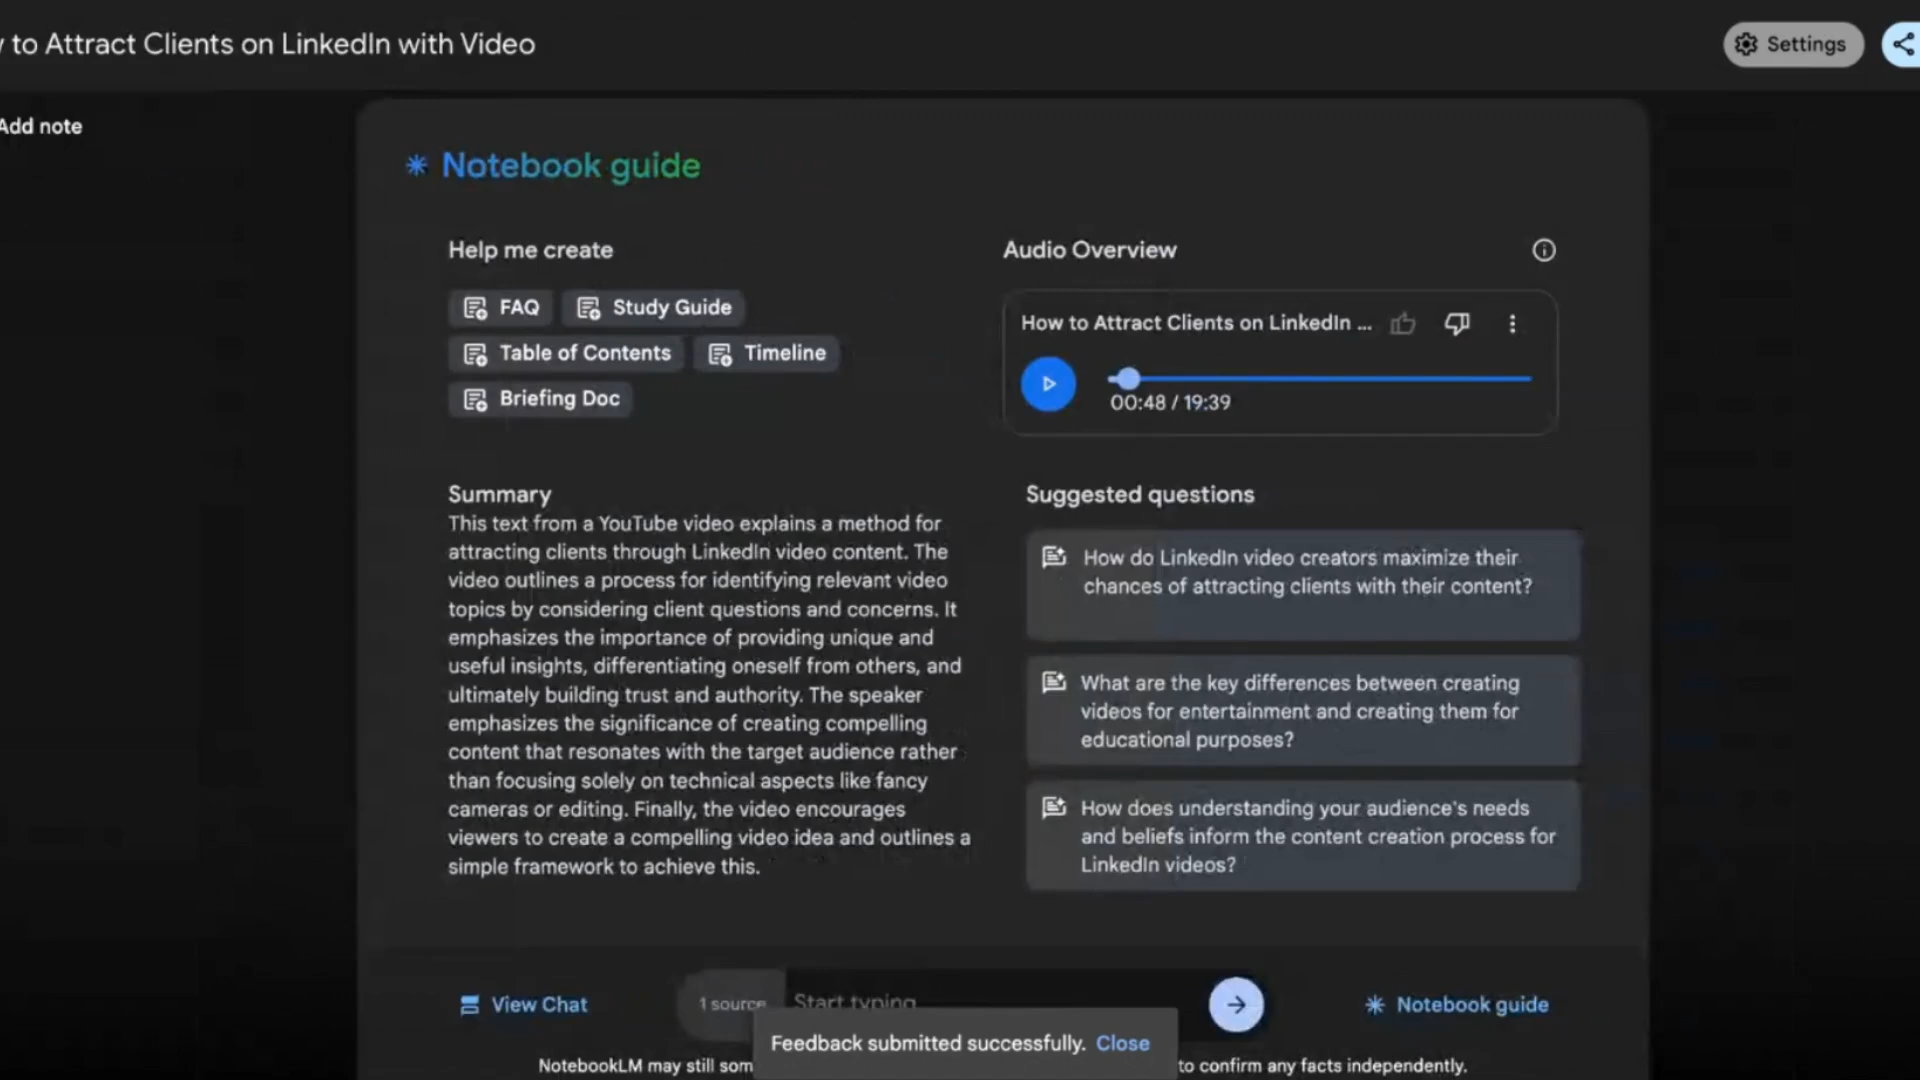 to Attract Clients on LinkedIn with Video
Settings
Add note
Notebook guide
Help me create
FAQ
Study Guide
Table of Contents
Timeline
Briefing Doc
Audio Overview
How to Attract Clients on LinkedIn ...
00:48 / 19:39
Summary
This text from a YouTube video explains a method for
attracting clients through LinkedIn video content. The
video outlines a process for identifying relevant video
topics by considering client questions and concerns. It
emphasizes the importance of providing unique and
useful insights, differentiating oneself from others, and
ultimately building trust and authority. The speaker
emphasizes the significance of creating compelling
content that resonates with the target audience rather
than focusing solely on technical aspects like fancy
cameras or editing. Finally, the video encourages
viewers to create a compelling video idea and outlines a
simple framework to achieve this.
Suggested questions
How do LinkedIn video creators maximize their
chances of attracting clients with their content?
What are the key differences between creating
videos for entertainment and creating them for
educational purposes?
How does understanding your audience's needs
and beliefs inform the content creation process for
LinkedIn videos?
View Chat
1 source
Start typing
Notebook guide
Feedback submitted successfully. Close
NotebookLM may still som
to confirm any facts independently.